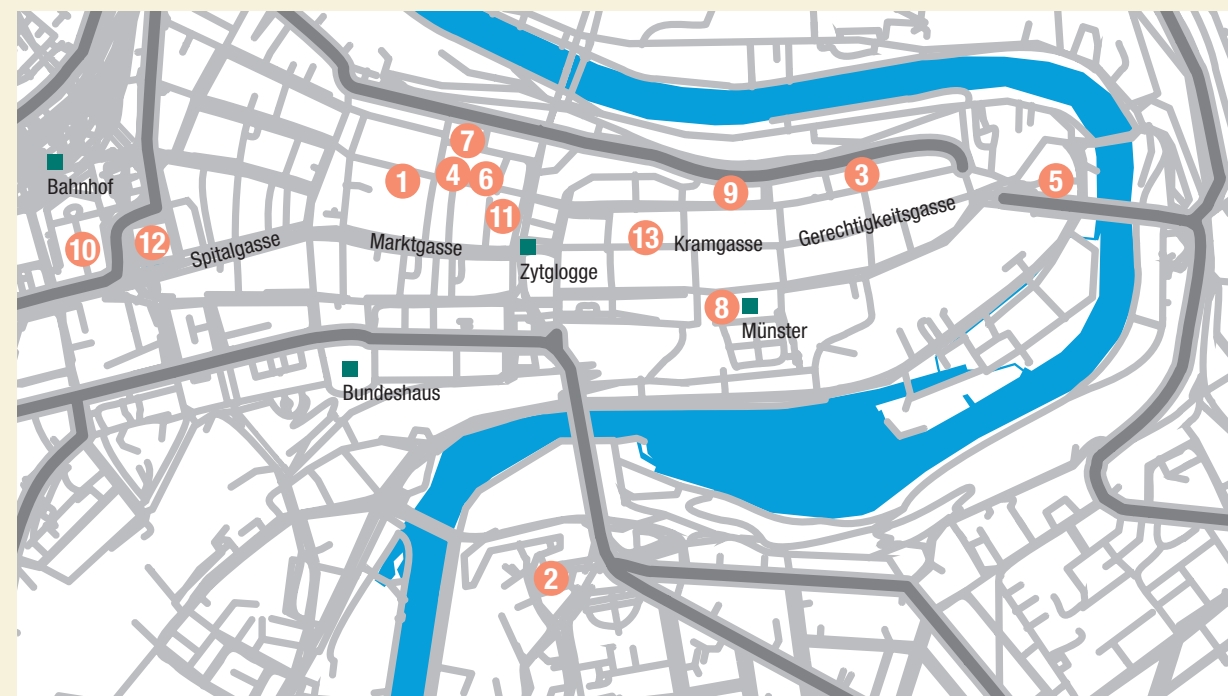 7
1
4
6
Bahnhof
3
5
9
11
10
12
Spitalgasse
Marktgasse
13
Kramgasse
Gerechtigkeitsgasse
Zytglogge
8
Münster
Bundeshaus
2